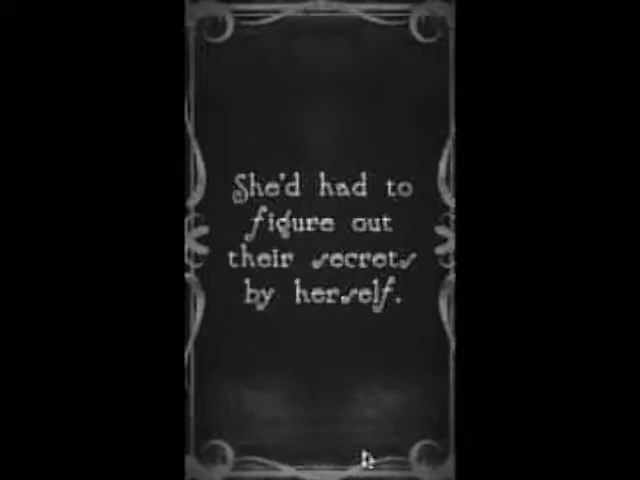 She'd had to
figure out
their secrets
by herself.